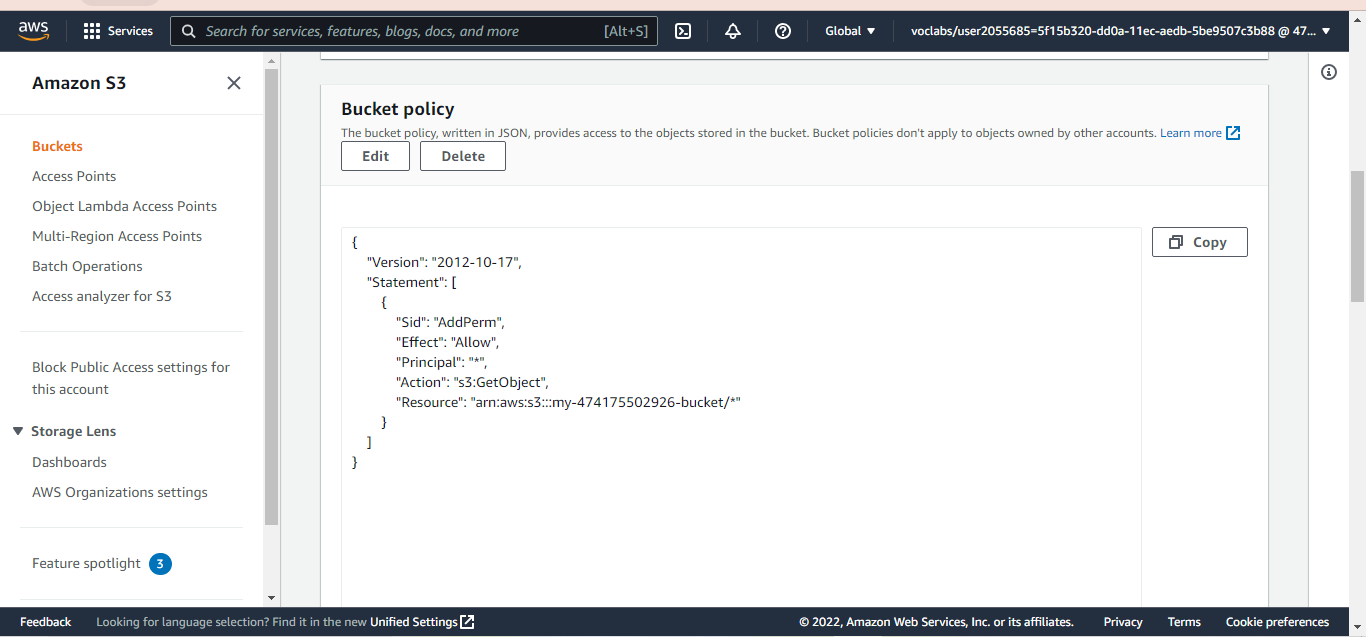 aws
Services
Search for services, features, blogs, docs, and more
[Alt+S]
Global
voclabs/user2055685=5f15b320-dd0a-11ec-aedb-5be9507c3b88 @ 47...
Amazon S3
Buckets
Access Points
Object Lambda Access Points
Multi-Region Access Points
Batch Operations
Access analyzer for S3
Block Public Access settings for
this account
Storage Lens
Dashboards
AWS Organizations settings
Feature spotlight 3
Bucket policy
The bucket policy, written in JSON, provides access to the objects stored in the bucket. Bucket policies don't apply to objects owned by other accounts. Learn more
Edit
Delete
Copy
{
"Version": "2012-10-17",
"Statement": [
{
"Sid": "AddPerm",
"Effect": "Allow",
"Principal": "*",
"Action": "s3:GetObject",
"Resource": "arn:aws:s3:::my-474175502926-bucket/*"
}
]
}
Feedback
Looking for language selection? Find it in the new Unified Settings
© 2022, Amazon Web Services, Inc. or its affiliates.
Privacy
Terms
Cookie preferences